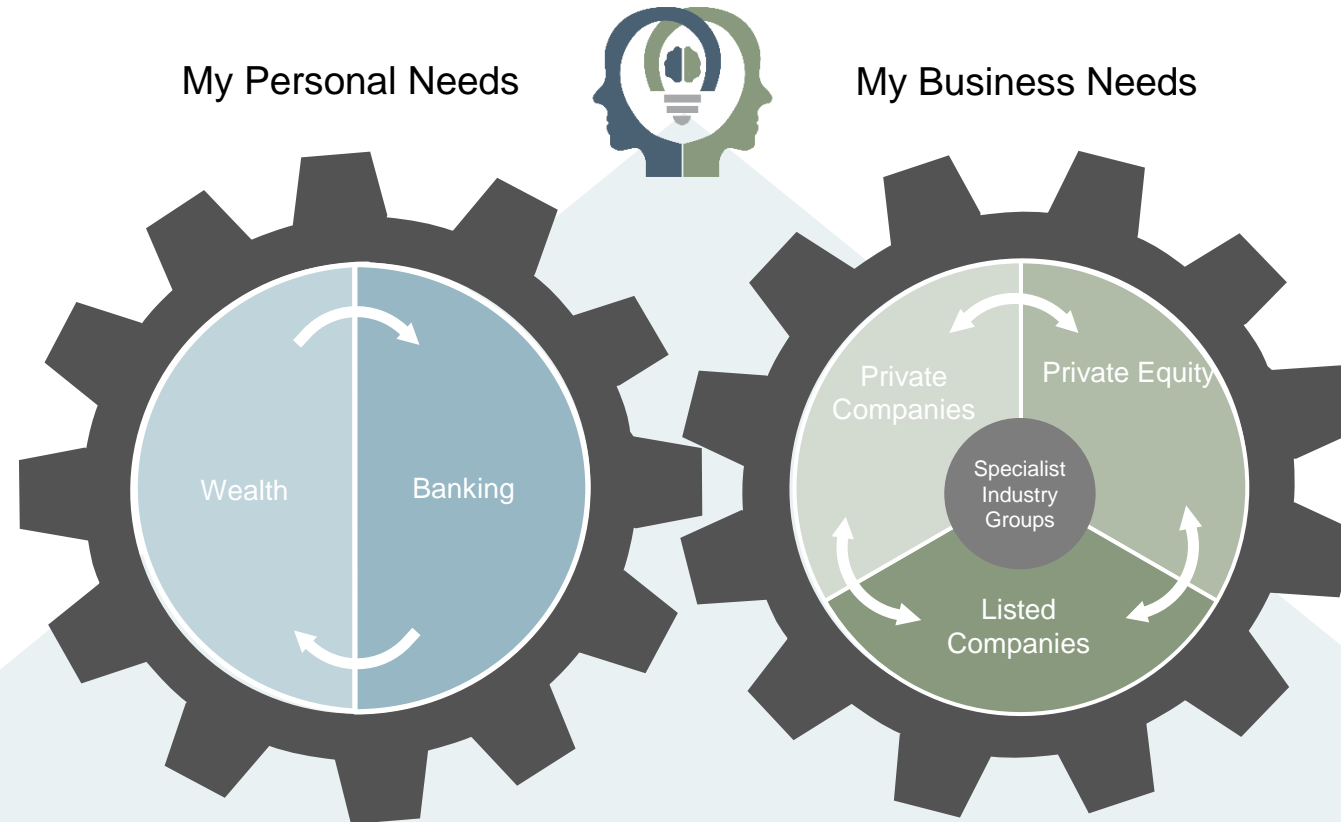 My Personal Needs
My Business Needs
Wealth
Banking
Private
Companies
Private Equity
Specialist
Industry
Groups
Listed
Companies